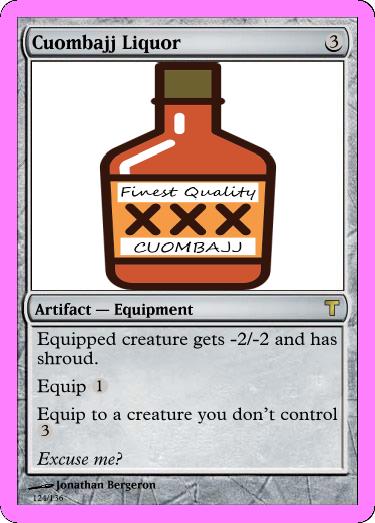 Cuombajj Liquor 3
Finest Quality
XXX
CUOMBAJJ
Artifact — Equipment T
Equipped creature gets -2/-2 and has
shroud.
Equip 1
Equip to a creature you don't control
3
Excuse me?
Jonathan Bergeron
124/136